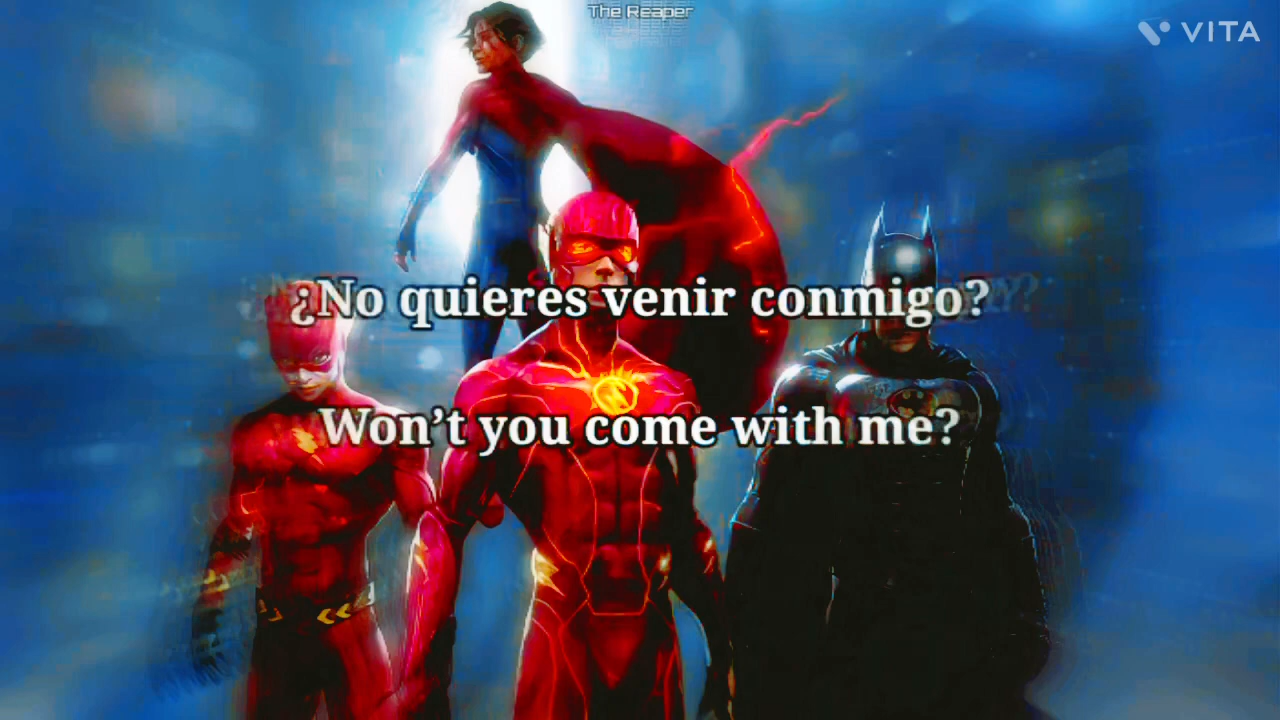 The Reaper
VITA
¿No quieres venir conmigo?
Won’t you come with me?